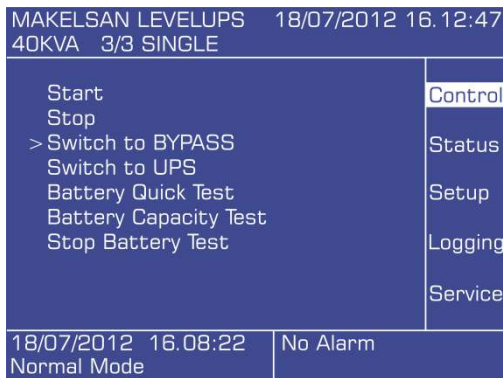 MAKELSAN LEVELUPS 18/07/2012 16.12:47
40KVA 3/3 SINGLE
Start
Stop
> Switch to BYPASS
Switch to UPS
Battery Quick Test
Battery Capacity Test
Stop Battery Test
Control
Status
Setup
Logging
Service
18/07/2012 16.08:22 No Alarm
Normal Mode